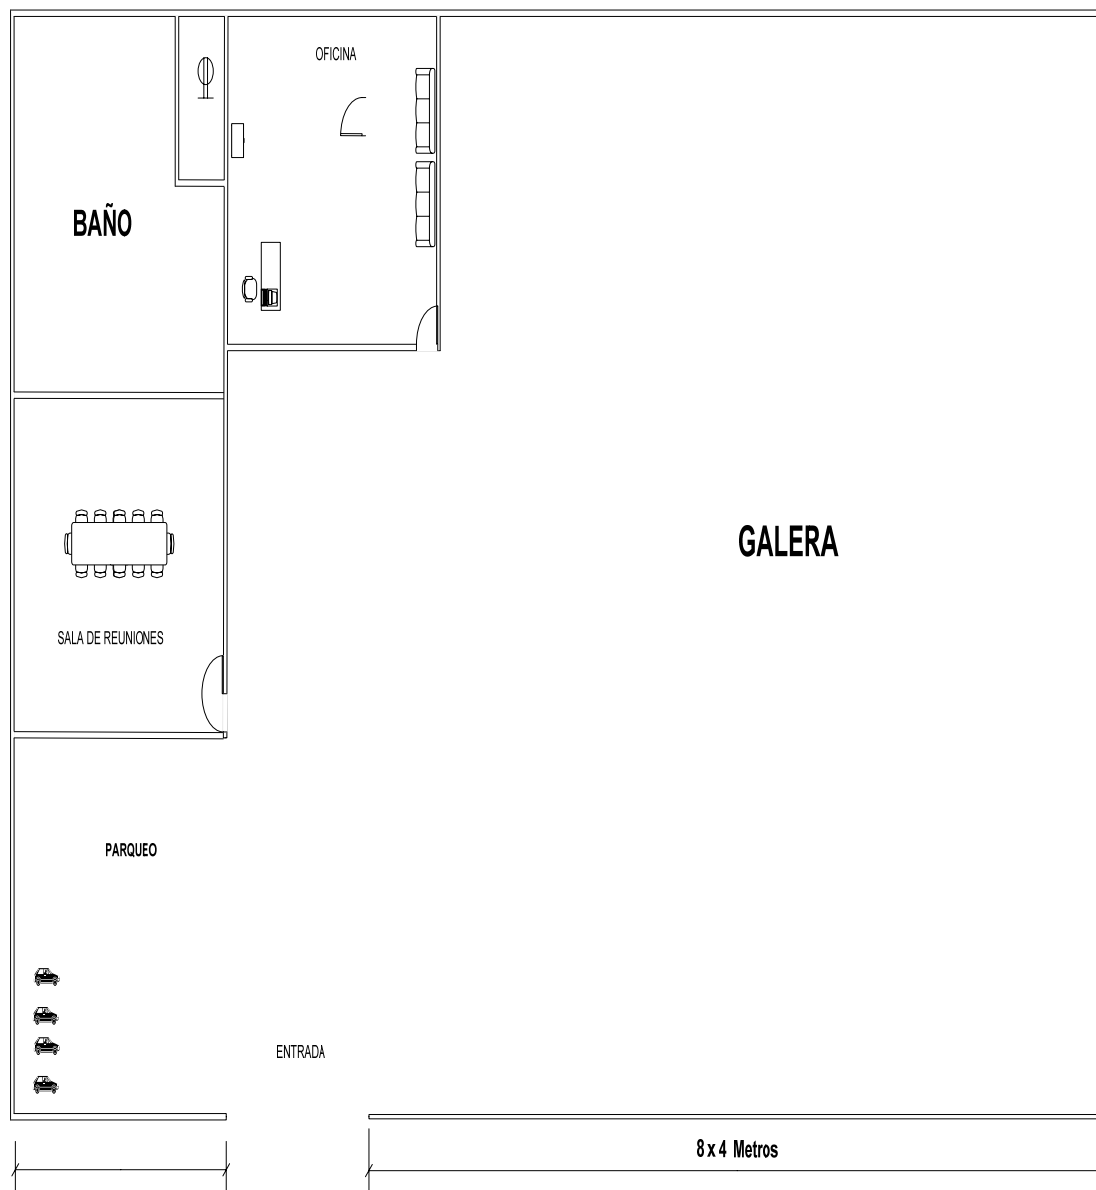 OFICINA
BAÑO
GALERA
SALA DE REUNIONES
PARQUEO
ENTRADA
8 x 4 Metros